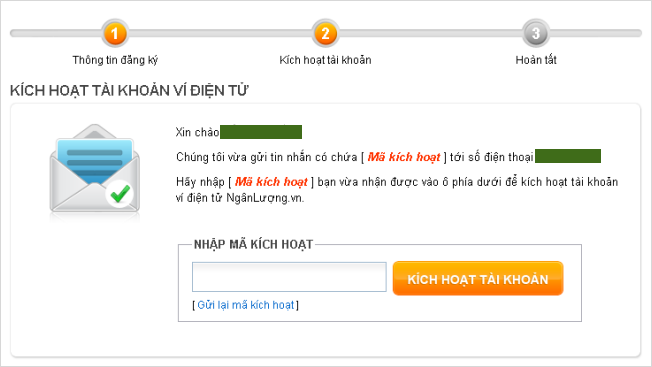 1 2 3
Thông tin đăng ký Kích hoạt tài khoản Hoàn tất
KÍCH HOẠT TÀI KHOẢN VÍ ĐIỆN TỬ
Xin chào
Chúng tôi vừa gửi tin nhắn có chứa [ Mã kích hoạt ] tới số điện thoại
Hãy nhập [ Mã kích hoạt ] bạn vừa nhận được vào ô phía dưới để kích hoạt tài khoản
ví điện tử NgânLượng.vn.
NHẬP MÃ KÍCH HOẠT
KÍCH HOẠT TÀI KHOẢN
[ Gửi lại mã kích hoạt ]